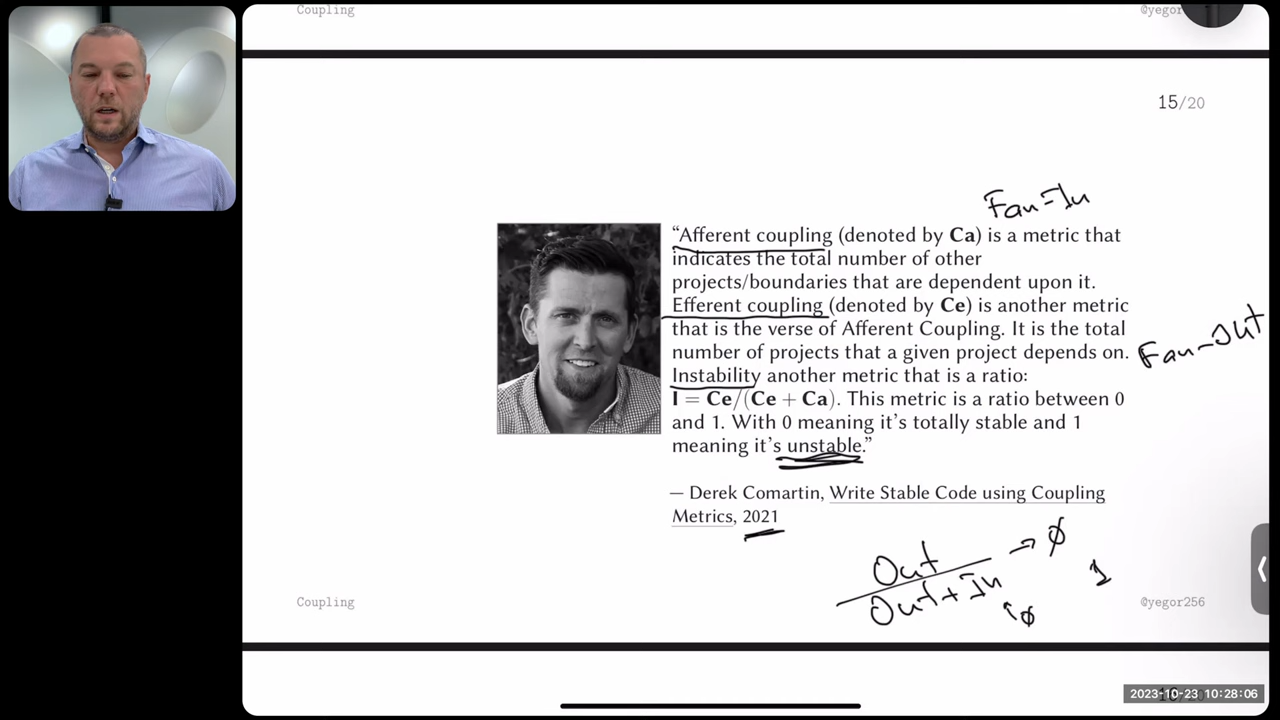 Coupling
@yegor
15/20
Fan-In
“Afferent coupling (denoted by Ca) is a metric that
indicates the total number of other
projects/boundaries that are dependent upon it.
Efferent coupling (denoted by Ce) is another metric
that is the verse of Afferent Coupling. It is the total
number of projects that a given project depends on.
Fan-Out
Instability another metric that is a ratio:
I = Ce/(Ce + Ca). This metric is a ratio between 0
and 1. With 0 meaning it’s totally stable and 1
meaning it’s unstable.”
— Derek Comartin, Write Stable Code using Coupling
Metrics, 2021
Out → ∅
Out + In
1
↑∅
Coupling
@yegor256
2023-10-23 10:28:06